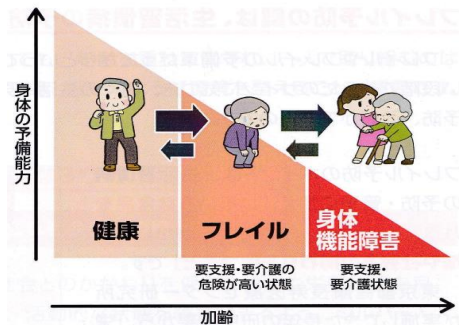 身体の予備能力
健康
フレイル
身体
機能障害
要支援・要介護の
危険が高い状態
要支援・
要介護状態
加齢